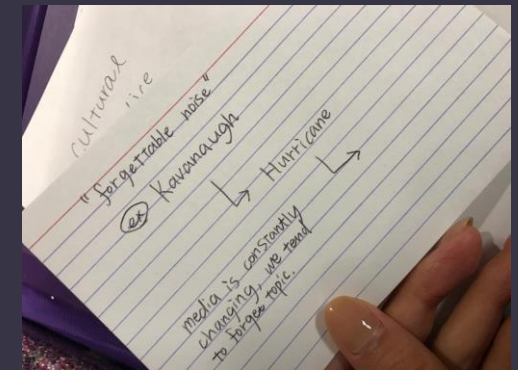 cultural
"forgettable noise"
ex Kavanaugh
↳ Hurricane
↳
media is constantly
changing, we tend
to forget topic.